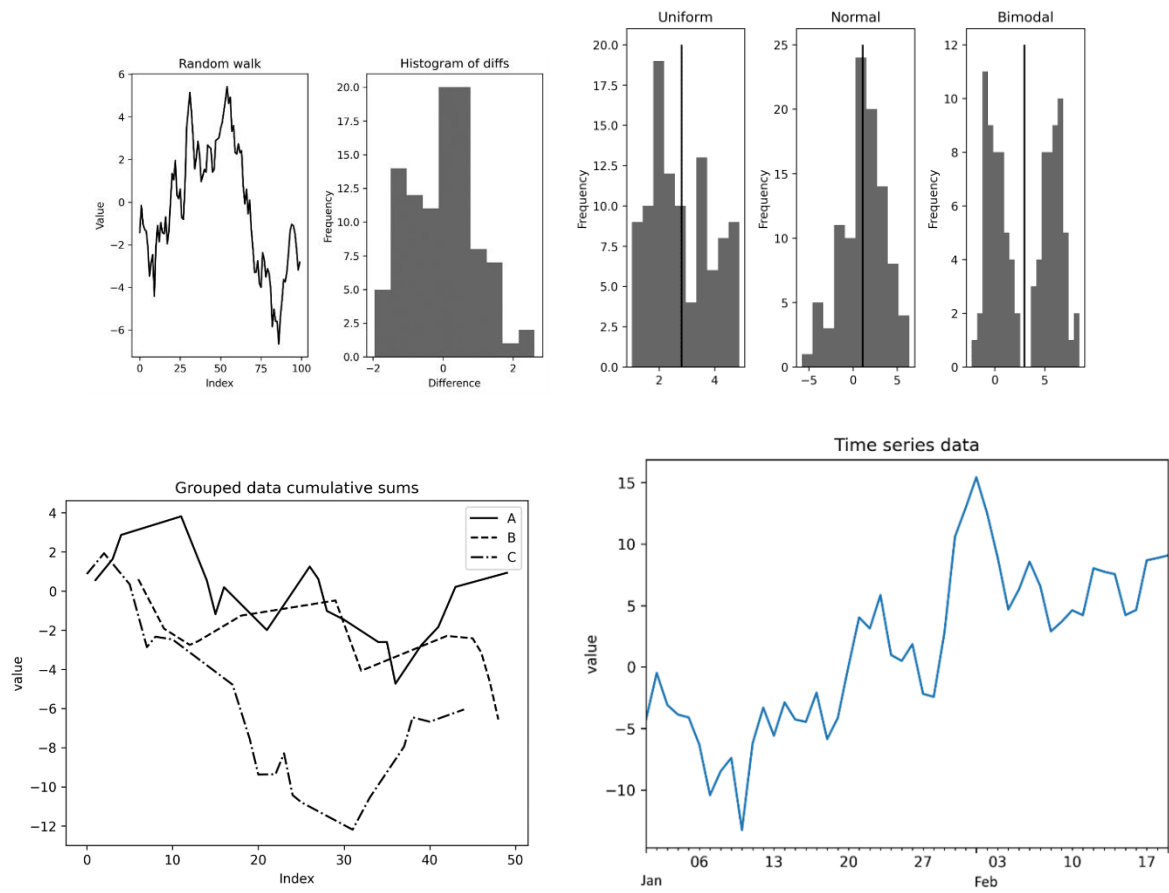 Random walk
Value
6
4
2
0
−2
−4
−6
0 25 50 75 100
Index
Histogram of diffs
Frequency
20.0
17.5
15.0
12.5
10.0
7.5
5.0
2.5
0.0
−2 0 2
Difference
Uniform
Frequency
20.0
17.5
15.0
12.5
10.0
7.5
5.0
2.5
0.0
2 4
Normal
Frequency
25
20
15
10
5
0
−5 0 5
Bimodal
Frequency
12
10
8
6
4
2
0
0 5
Grouped data cumulative sums
value
4
2
0
−2
−4
−6
−8
−10
−12
0 10 20 30 40 50
Index
A
B
C
Time series data
value
15
10
5
0
−5
−10
06 13 20 27 03 10 17
Jan Feb